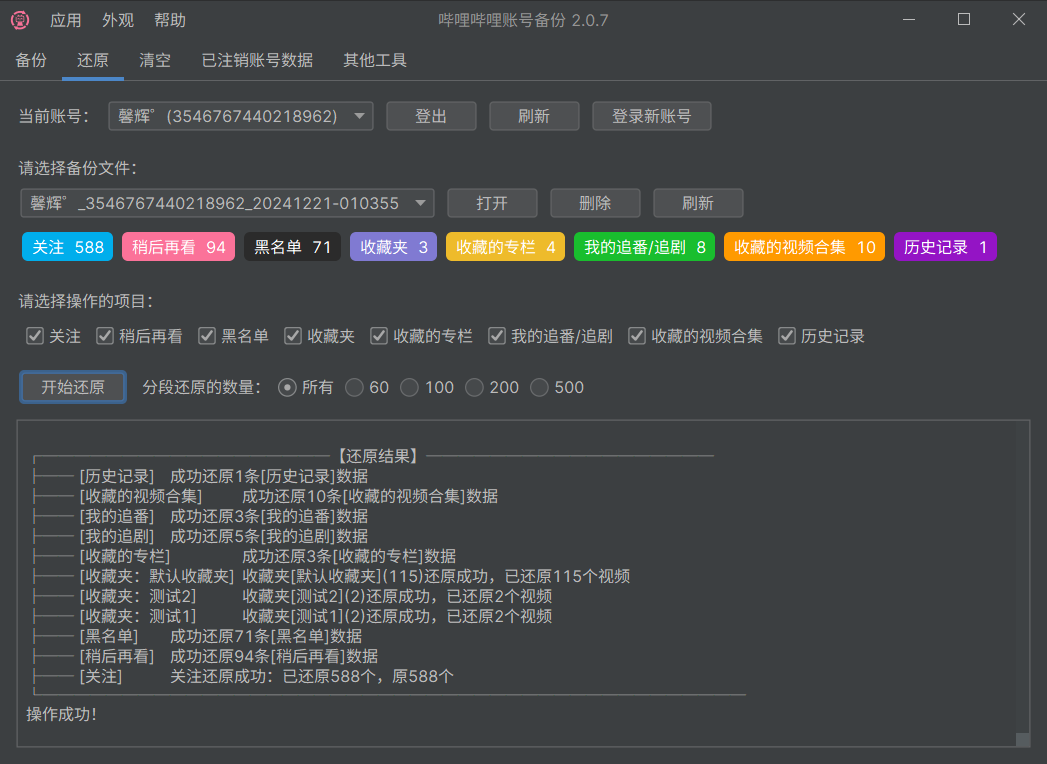 应用 外观 帮助 哔哩哔哩账号备份 2.0.7
备份 还原 清空 已注销账号数据 其他工具
当前账号： 馨辉°（3546767440218962） 登出 刷新 登录新账号
请选择备份文件：
馨辉°_3546767440218962_20241221-010355 打开 删除 刷新
关注 588 稍后再看 94 黑名单 71 收藏夹 3 收藏的专栏 4 我的追番/追剧 8 收藏的视频合集 10 历史记录 1
请选择操作的项目：
关注 稍后再看 黑名单 收藏夹 收藏的专栏 我的追番/追剧 收藏的视频合集 历史记录
开始还原 分段还原的数量： 所有 60 100 200 500
【还原结果】
[历史记录] 成功还原1条[历史记录]数据
[收藏的视频合集] 成功还原10条[收藏的视频合集]数据
[我的追番] 成功还原3条[我的追番]数据
[我的追剧] 成功还原5条[我的追剧]数据
[收藏的专栏] 成功还原3条[收藏的专栏]数据
[收藏夹：默认收藏夹] 收藏夹[默认收藏夹](115)还原成功，已还原115个视频
[收藏夹：测试2] 收藏夹[测试2](2)还原成功，已还原2个视频
[收藏夹：测试1] 收藏夹[测试1](2)还原成功，已还原2个视频
[黑名单] 成功还原71条[黑名单]数据
[稍后再看] 成功还原94条[稍后再看]数据
[关注] 关注还原成功：已还原588个，原588个
操作成功！